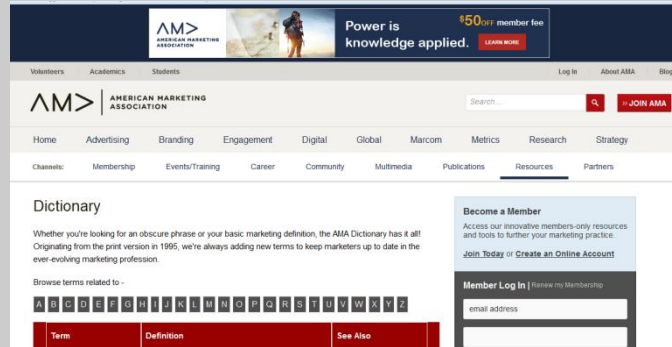 AMA
AMERICAN MARKETING
ASSOCIATION
Power is
knowledge applied.
$50 OFF member fee
LEARN MORE
Volunteers Academics Students Log In About AMA Blog
AMA AMERICAN MARKETING
ASSOCIATION
Search...
» JOIN AMA
Home Advertising Branding Engagement Digital Global Marcom Metrics Research Strategy
Channels: Membership Events/Training Career Community Multimedia Publications Resources Partners
Dictionary
Whether you're looking for an obscure phrase or your basic marketing definition, the AMA Dictionary has it all!
Originating from the print version in 1995, we're always adding new terms to keep marketers up to date in the
ever-evolving marketing profession.
Browse terms related to -
A B C D E F G H I J K L M N O P Q R S T U V W X Y Z
Term Definition See Also
Become a Member
Access our innovative members-only resources
and tools to further your marketing practice.
Join Today or Create an Online Account
Member Log In | Renew my Membership
email address